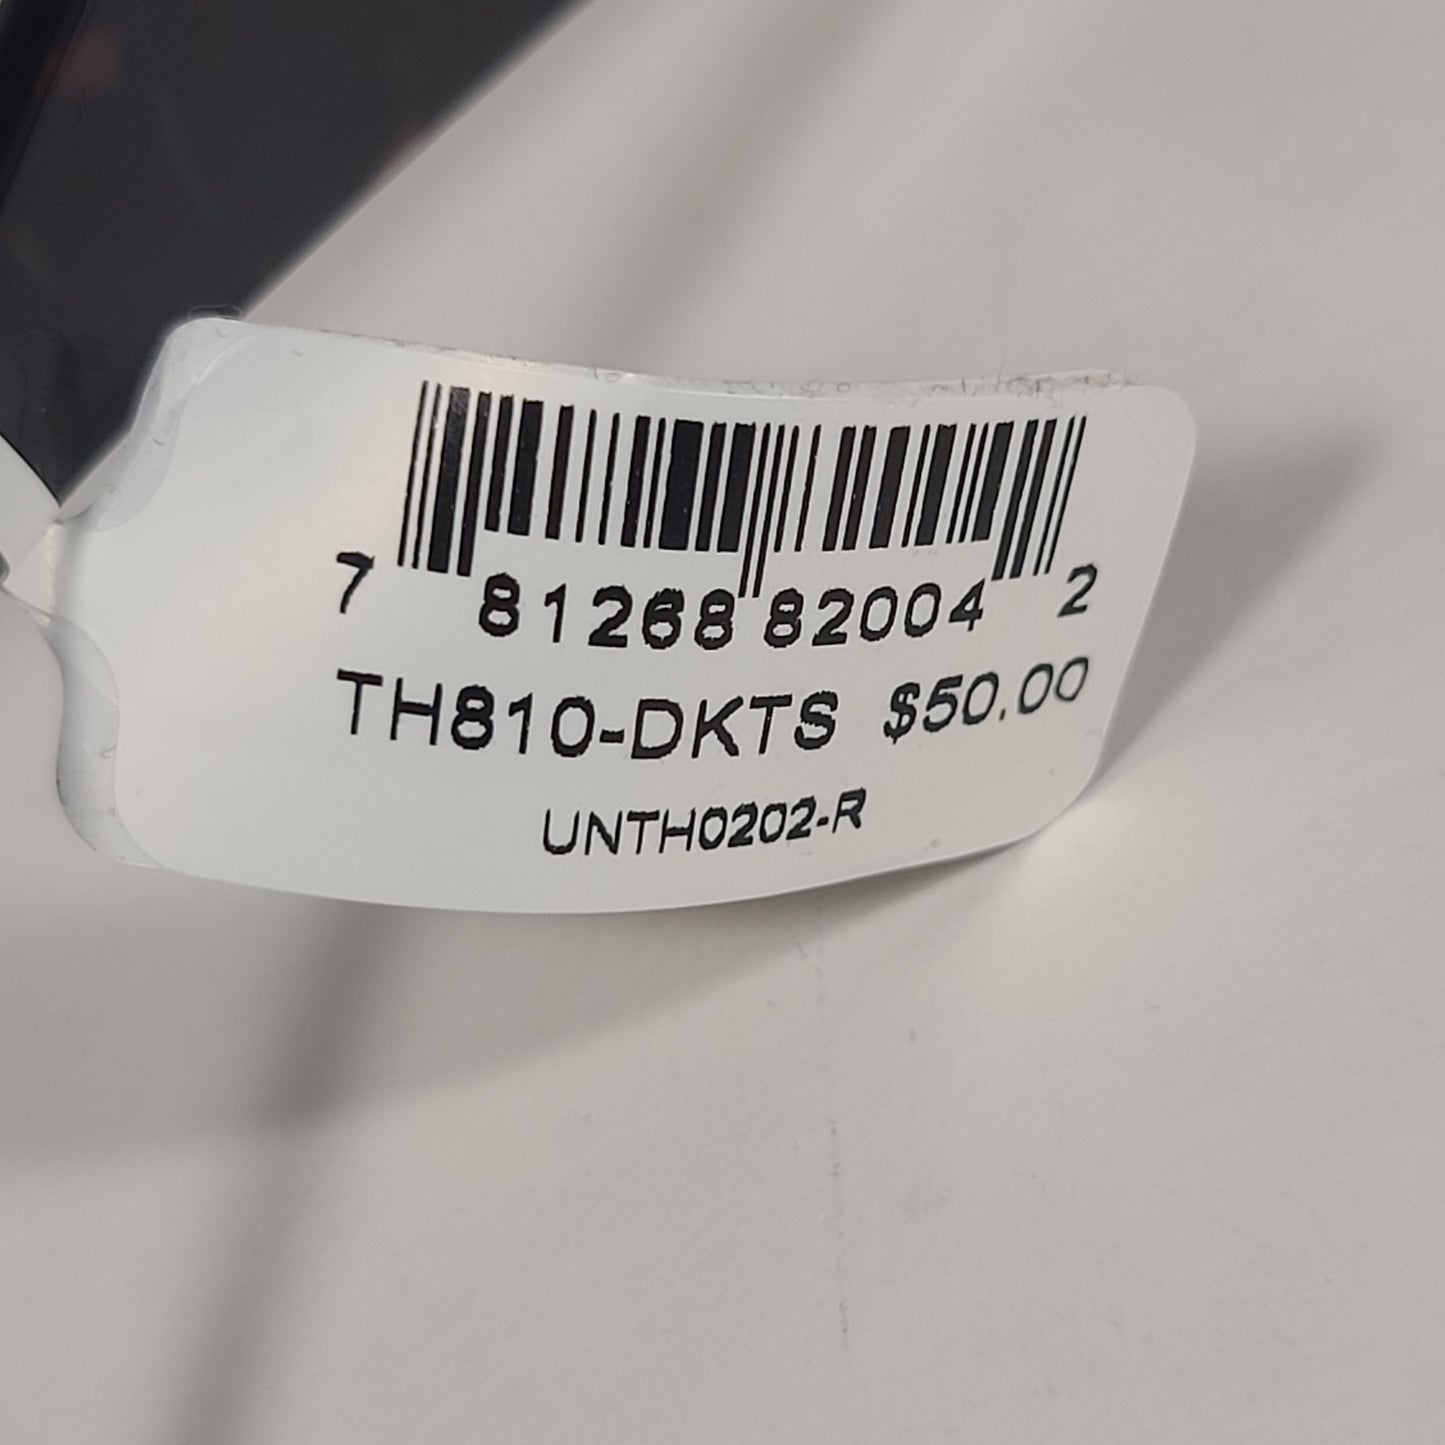 7 81268 82004 2
TH810-DKTS $50.00
UNTH0202-R